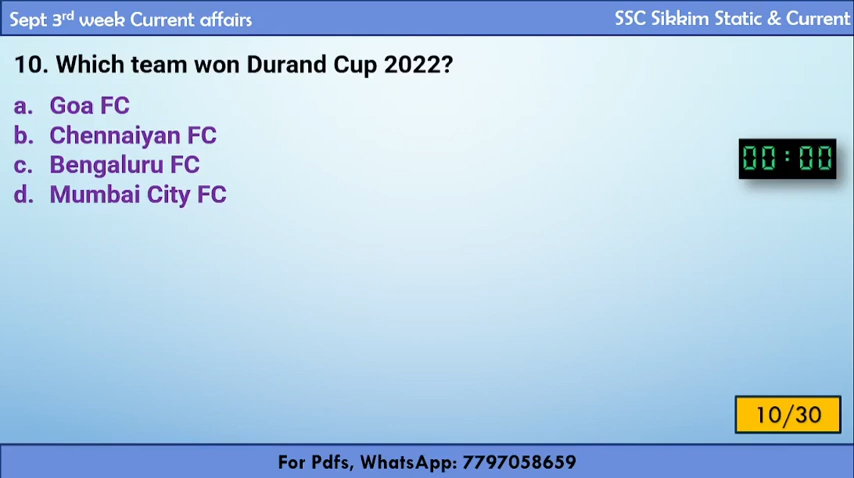 Sept 3rd week Current affairs
SSC Sikkim Static & Current
10. Which team won Durand Cup 2022?
a. Goa FC
b. Chennaiyan FC
c. Bengaluru FC
d. Mumbai City FC
00:00
10/30
For Pdfs, WhatsApp: 7797058659